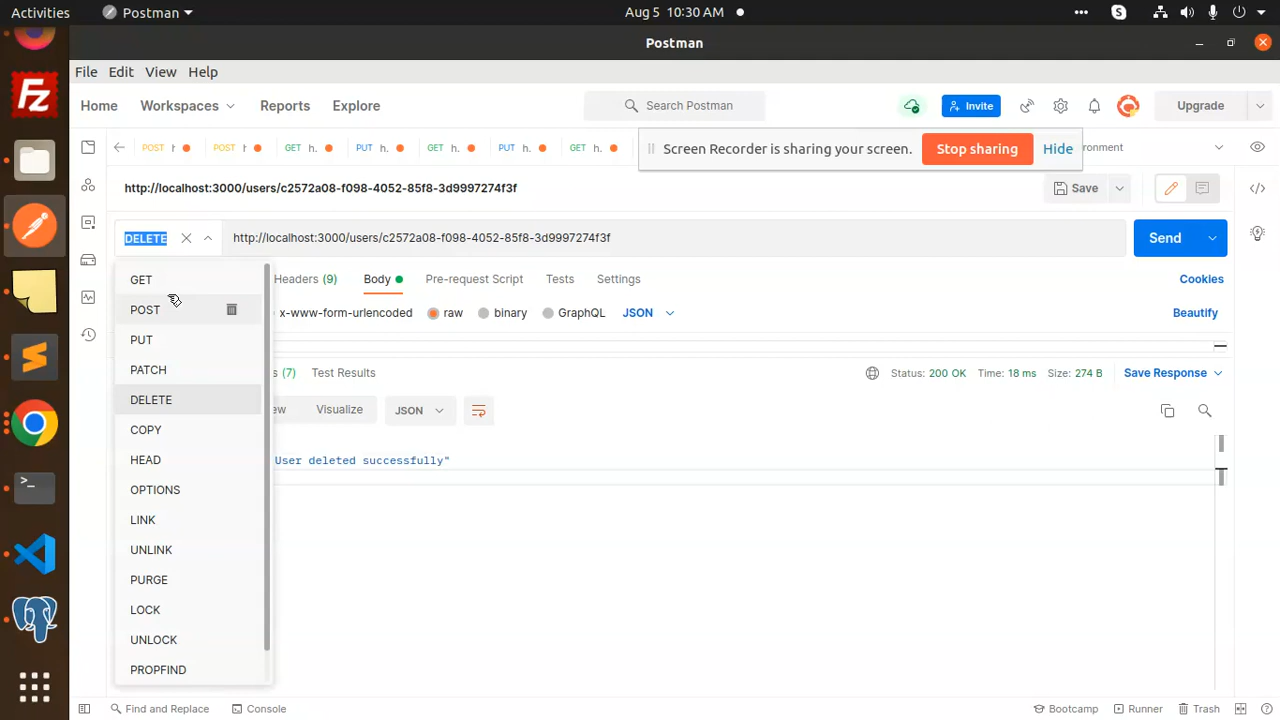 Activities Postman Aug 5 10:30 AM
Postman
File Edit View Help
Home Workspaces Reports Explore Search Postman Invite Upgrade
POST h POST h GET h. PUT h. GET h. PUT h. GET h. Screen Recorder is sharing your screen. Stop sharing Hide ronment
http://localhost:3000/users/c2572a08-f098-4052-85f8-3d9997274f3f Save
DELETE http://localhost:3000/users/c2572a08-f098-4052-85f8-3d9997274f3f Send
GET Headers (9) Body Pre-request Script Tests Settings Cookies
POST x-www-form-urlencoded raw binary GraphQL JSON Beautify
PUT
PATCH s (7) Test Results Status: 200 OK Time: 18 ms Size: 274 B Save Response
DELETE ew Visualize JSON
COPY
HEAD User deleted successfully"
OPTIONS
LINK
UNLINK
PURGE
LOCK
UNLOCK
PROPFIND
Find and Replace Console Bootcamp Runner Trash